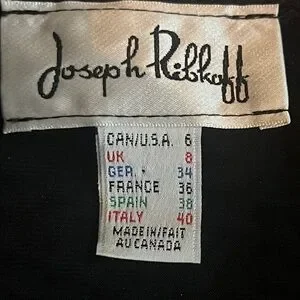 Joseph Ribkoff
CAN/U.S.A. 6
UK 8
GER. 34
FRANCE 36
SPAIN 38
ITALY 40
MADE IN/FAIT
AU CANADA